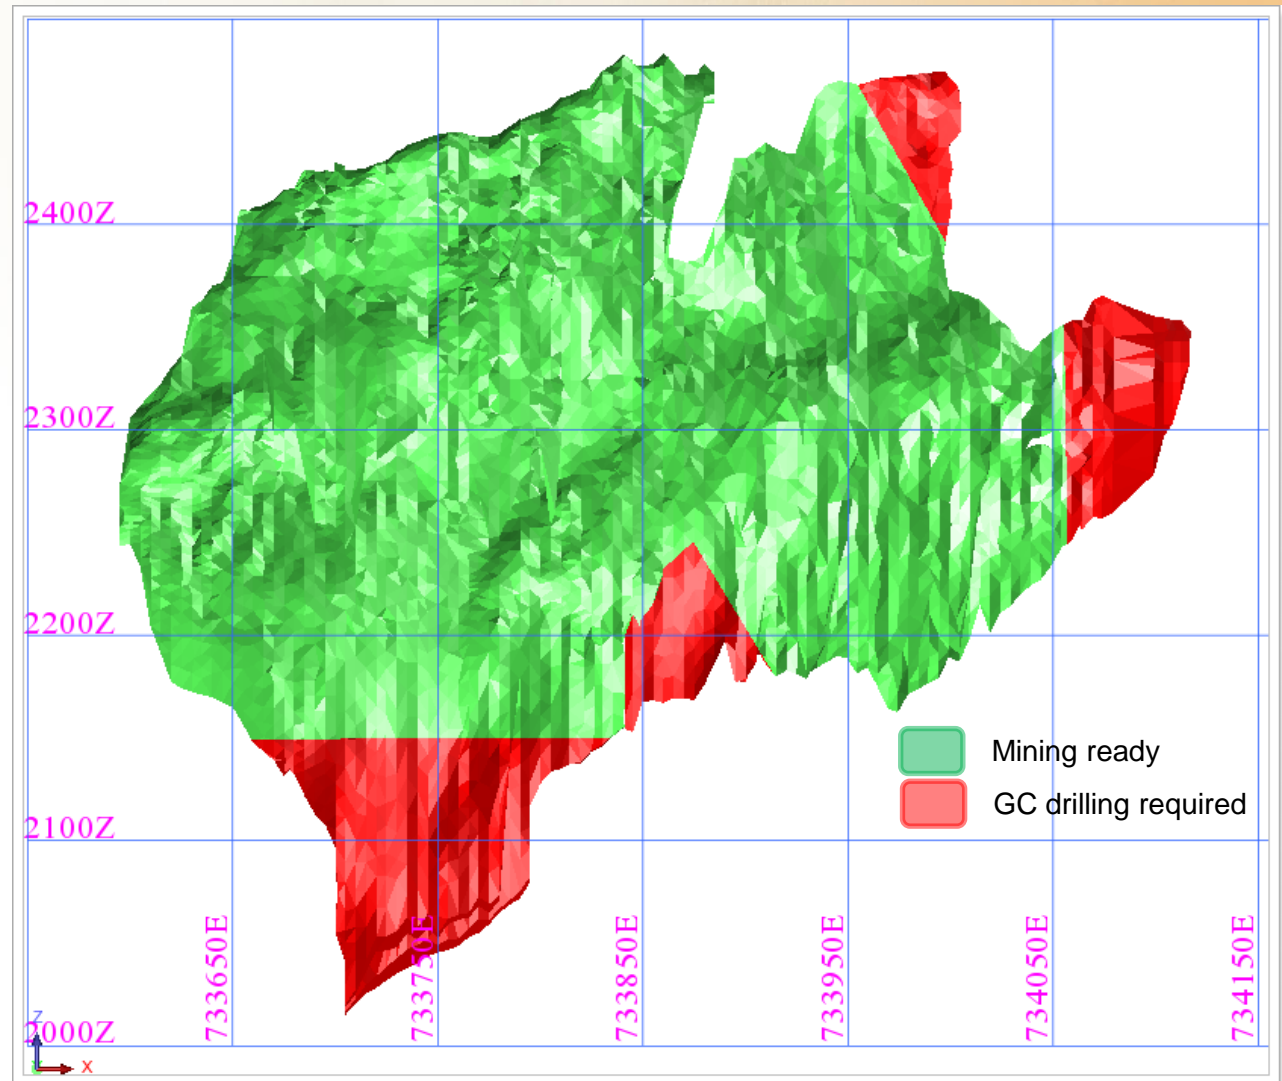 2400Z
2300Z
2200Z
Mining ready
GC drilling required
2100Z
733650E
733750E
733850E
733950E
734050E
734150E
Z
2000Z
X